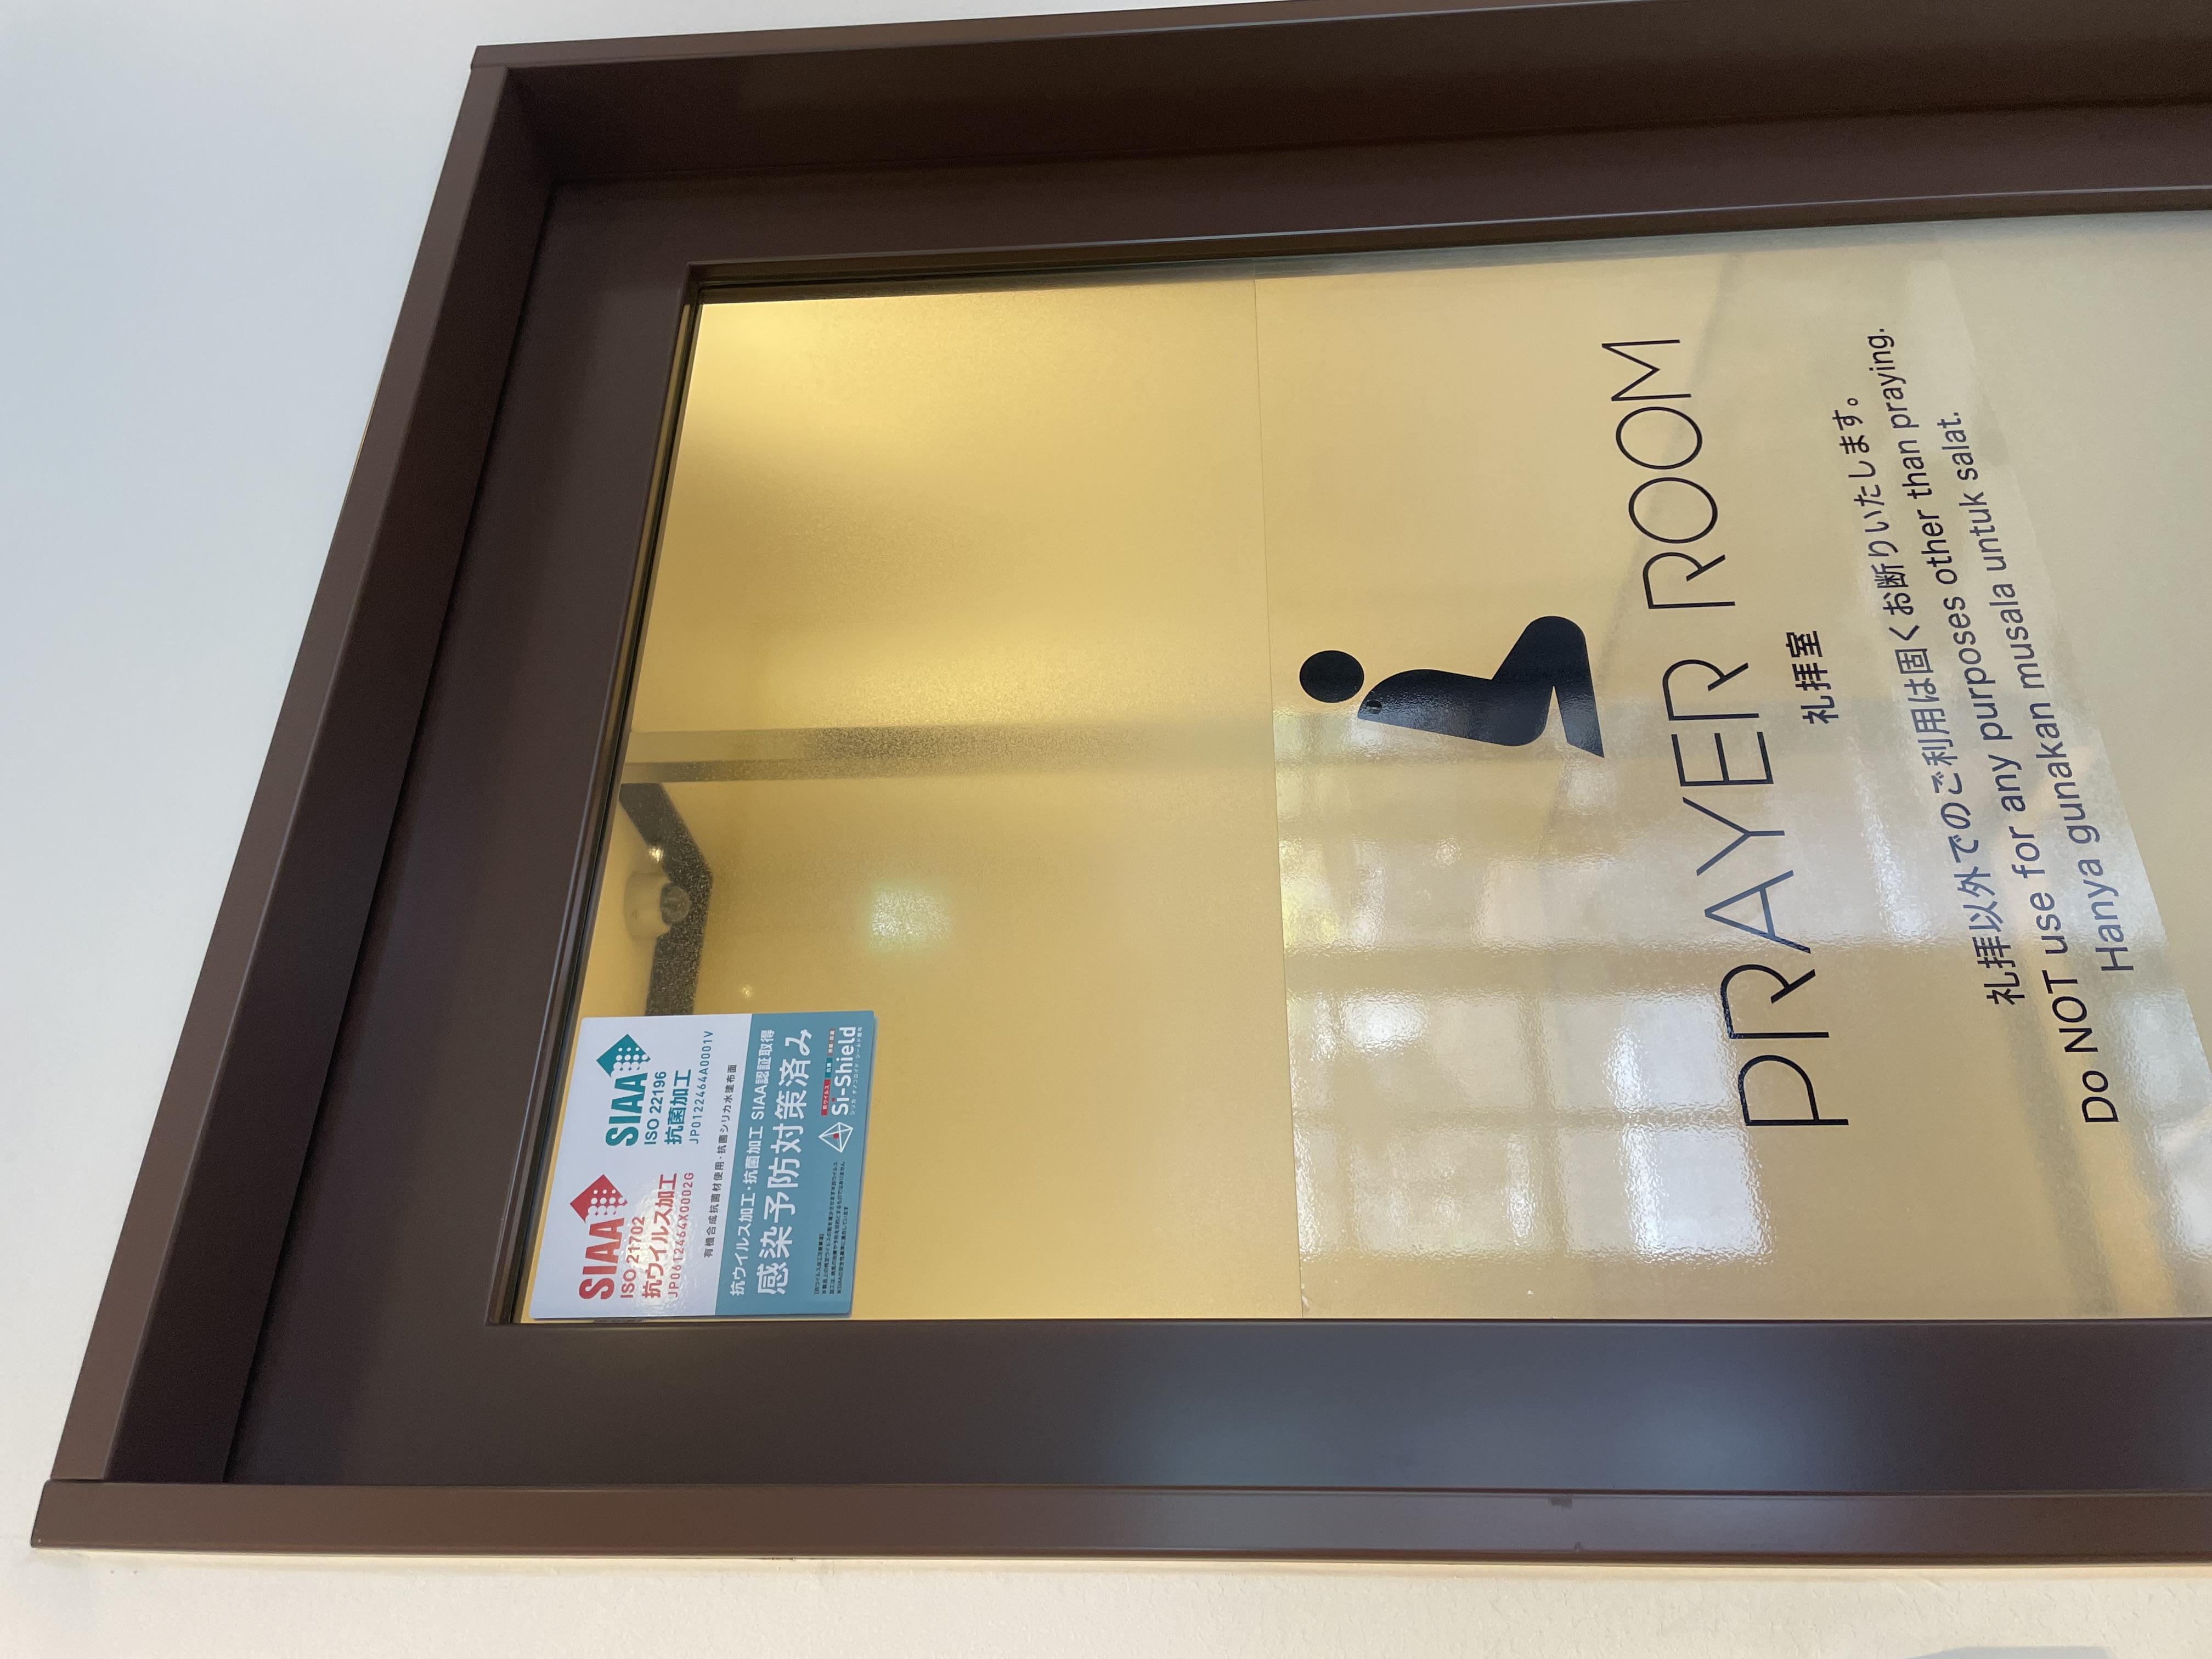 SIAA
ISO 21702
抗ウイルス加工
JP0612464X0002G
SIAA
ISO 22196
抗菌加工
JP0122464A0001V
有機合成抗菌材使用・抗菌シリカ水塗布面
抗ウイルス加工・抗菌加工 SIAA認証取得
感染予防対策済み
Si-Shield
PRAYER ROOM
礼拝室
礼拝以外でのご利用は固くお断りいたします。
Do NOT use for any purposes other than praying.
Hanya gunakan musala untuk salat.